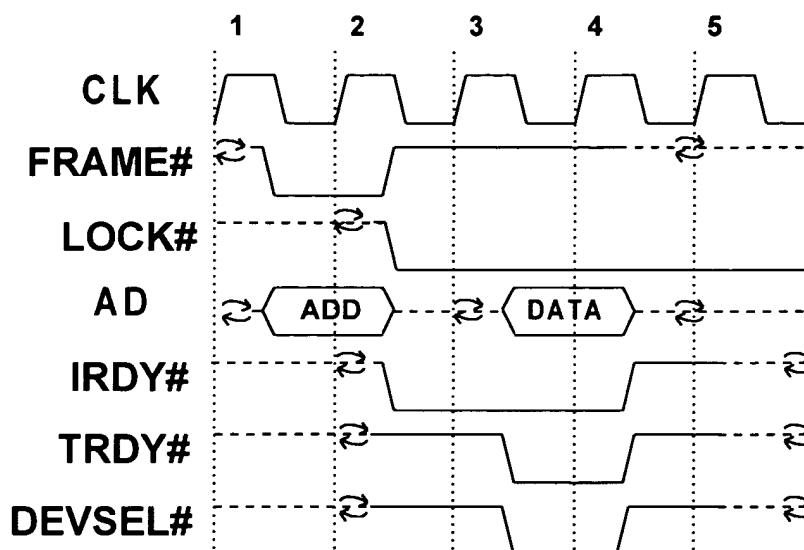 1 2 3 4 5
CLK
FRAME#
LOCK#
AD ADD DATA
IRDY#
TRDY#
DEVSEL#